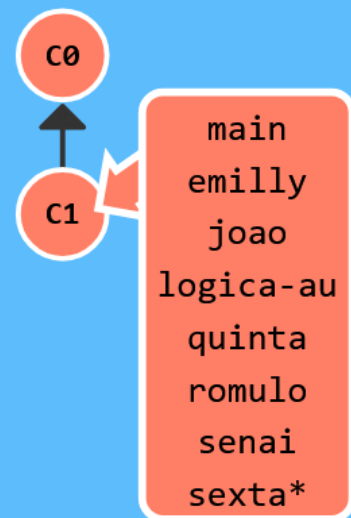 C0
C1
main
emilly
joao
logica-au
quinta
romulo
senai
sexta*